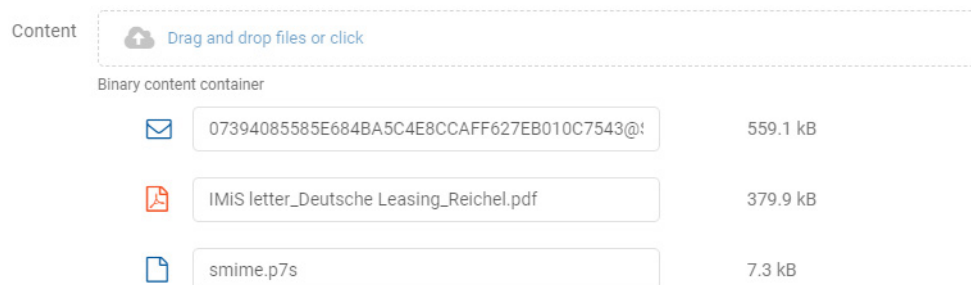 Content
Drag and drop files or click
Binary content container
07394085585E684BA5C4E8CCAFF627EB010C7543@ 559.1 kB
IMiS letter_Deutsche Leasing_Reichel.pdf 379.9 kB
smime.p7s 7.3 kB